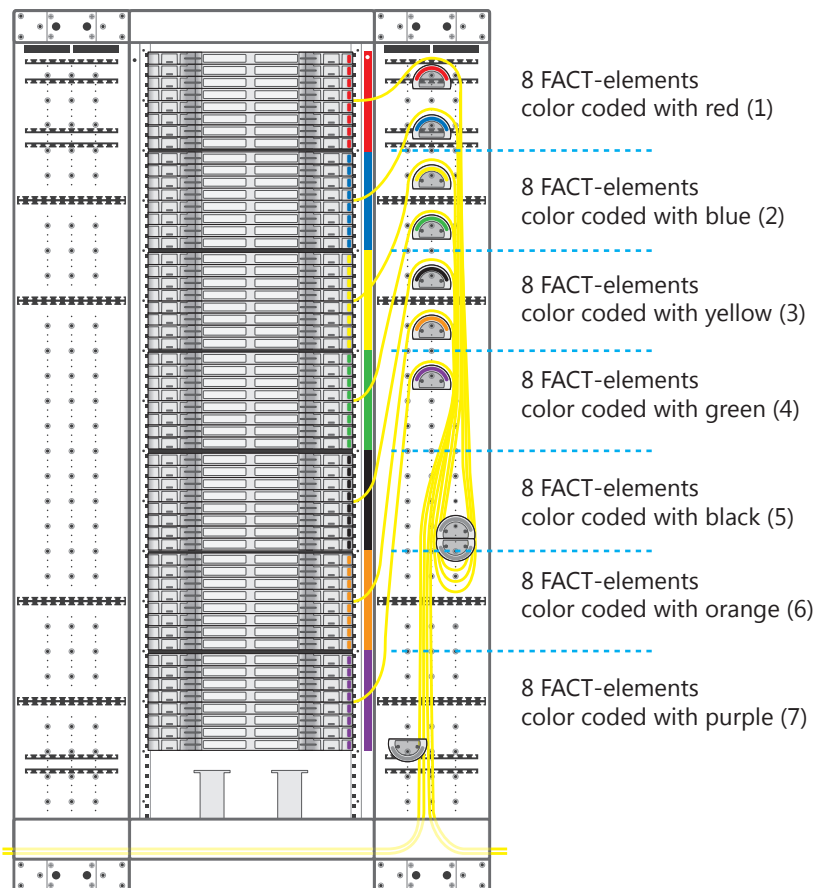 8 FACT-elements
color coded with red (1)
8 FACT-elements
color coded with blue (2)
8 FACT-elements
color coded with yellow (3)
8 FACT-elements
color coded with green (4)
8 FACT-elements
color coded with black (5)
8 FACT-elements
color coded with orange (6)
8 FACT-elements
color coded with purple (7)